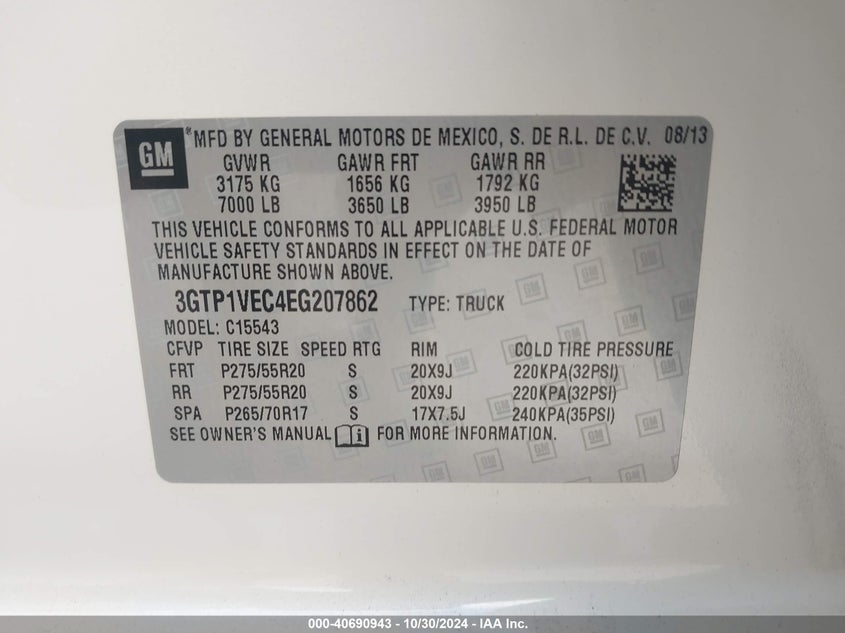 GM ® MFD BY GENERAL MOTORS DE MEXICO, S. DE R.L. DE C.V. 08/13
GVWR GAWR FRT GAWR RR
3175 KG 1656 KG 1792 KG
7000 LB 3650 LB 3950 LB
THIS VEHICLE CONFORMS TO ALL APPLICABLE U.S. FEDERAL MOTOR
VEHICLE SAFETY STANDARDS IN EFFECT ON THE DATE OF
MANUFACTURE SHOWN ABOVE.
3GTP1VEC4EG207862 TYPE: TRUCK
MODEL: C15543
CFVP TIRE SIZE SPEED RTG RIM COLD TIRE PRESSURE
FRT P275/55R20 S 20X9J 220KPA(32PSI)
RR P275/55R20 S 20X9J 220KPA(32PSI)
SPA P265/70R17 S 17X7.5J 240KPA(35PSI)
SEE OWNER'S MANUAL FOR MORE INFORMATION.
000-40690943 - 10/30/2024 - IAA Inc.